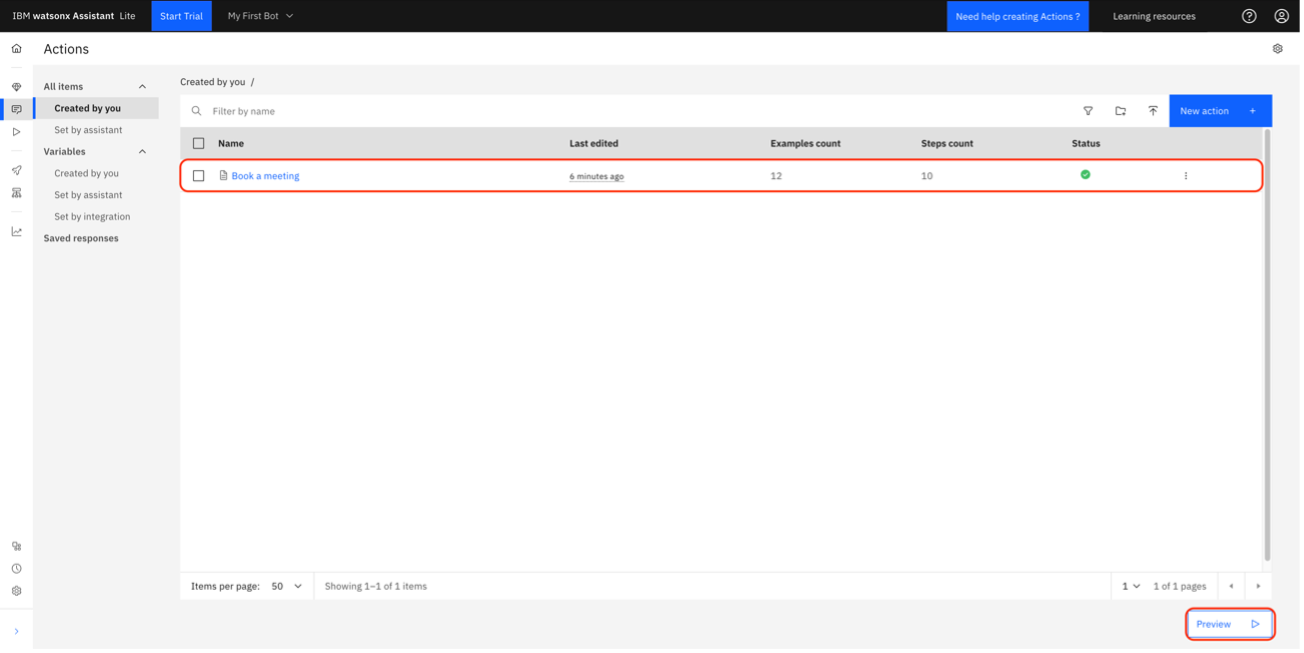 IBM watsonx Assistant Lite Start Trial My First Bot Need help creating Actions ? Learning resources
Actions
All items
Created by you
Set by assistant
Variables
Created by you
Set by assistant
Set by integration
Saved responses
Created by you /
Filter by name New action +
Name Last edited Examples count Steps count Status
Book a meeting 6 minutes ago 12 10
Items per page: 50 Showing 1–1 of 1 items 1 1 of 1 pages
Preview